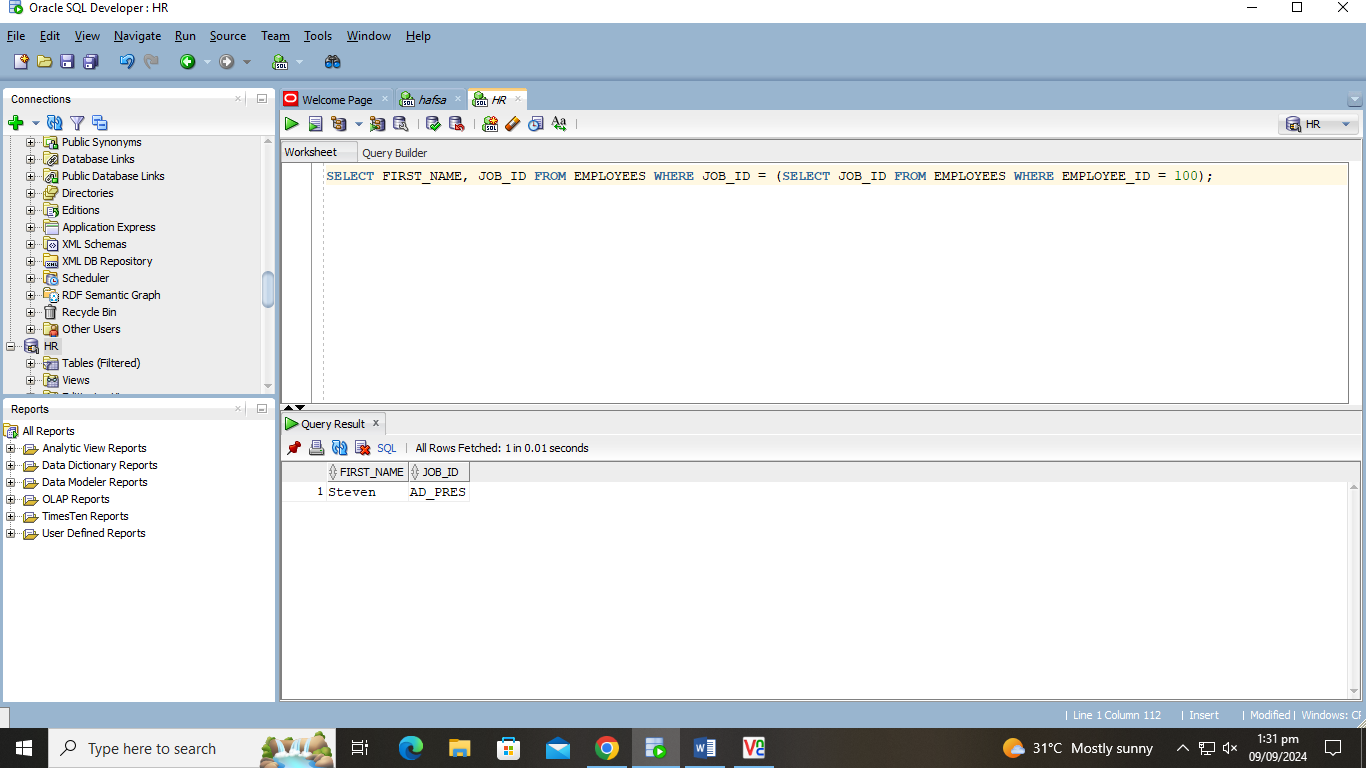 Oracle SQL Developer : HR
File Edit View Navigate Run Source Team Tools Window Help
Connections
Public Synonyms
Database Links
Public Database Links
Directories
Editions
Application Express
XML Schemas
XML DB Repository
Scheduler
RDF Semantic Graph
Recycle Bin
Other Users
HR
Tables (Filtered)
Views
Reports
All Reports
Analytic View Reports
Data Dictionary Reports
Data Modeler Reports
OLAP Reports
TimesTen Reports
User Defined Reports
Welcome Page hafsa HR
HR
Worksheet Query Builder
SELECT FIRST_NAME, JOB_ID FROM EMPLOYEES WHERE JOB_ID = (SELECT JOB_ID FROM EMPLOYEES WHERE EMPLOYEE_ID = 100);
Query Result
SQL | All Rows Fetched: 1 in 0.01 seconds
FIRST_NAME JOB_ID
1 Steven AD_PRES
| Line 1 Column 112 | Insert | Modified | Windows: CF
Type here to search
31°C Mostly sunny
1:31 pm
09/09/2024